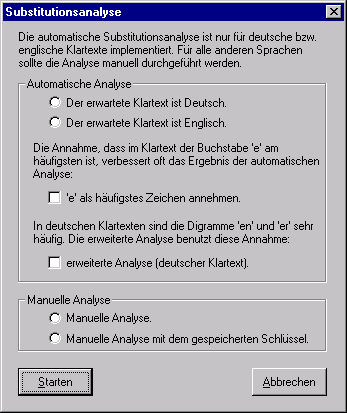 Substitutionsanalyse
Die automatische Substitutionsanalyse ist nur für deutsche bzw.
englische Klartexte implementiert. Für alle anderen Sprachen
sollte die Analyse manuell durchgeführt werden.
Automatische Analyse
Der erwartete Klartext ist Deutsch.
Der erwartete Klartext ist Englisch.
Die Annahme, dass im Klartext der Buchstabe 'e' am
häufigsten ist, verbessert oft das Ergebnis der automatischen
Analyse:
'e' als häufigstes Zeichen annehmen.
In deutschen Klartexten sind die Digramme 'en' und 'er' sehr
häufig. Die erweiterte Analyse benutzt diese Annahme:
erweiterte Analyse (deutscher Klartext).
Manuelle Analyse
Manuelle Analyse.
Manuelle Analyse mit dem gespeicherten Schlüssel.
Starten Abbrechen